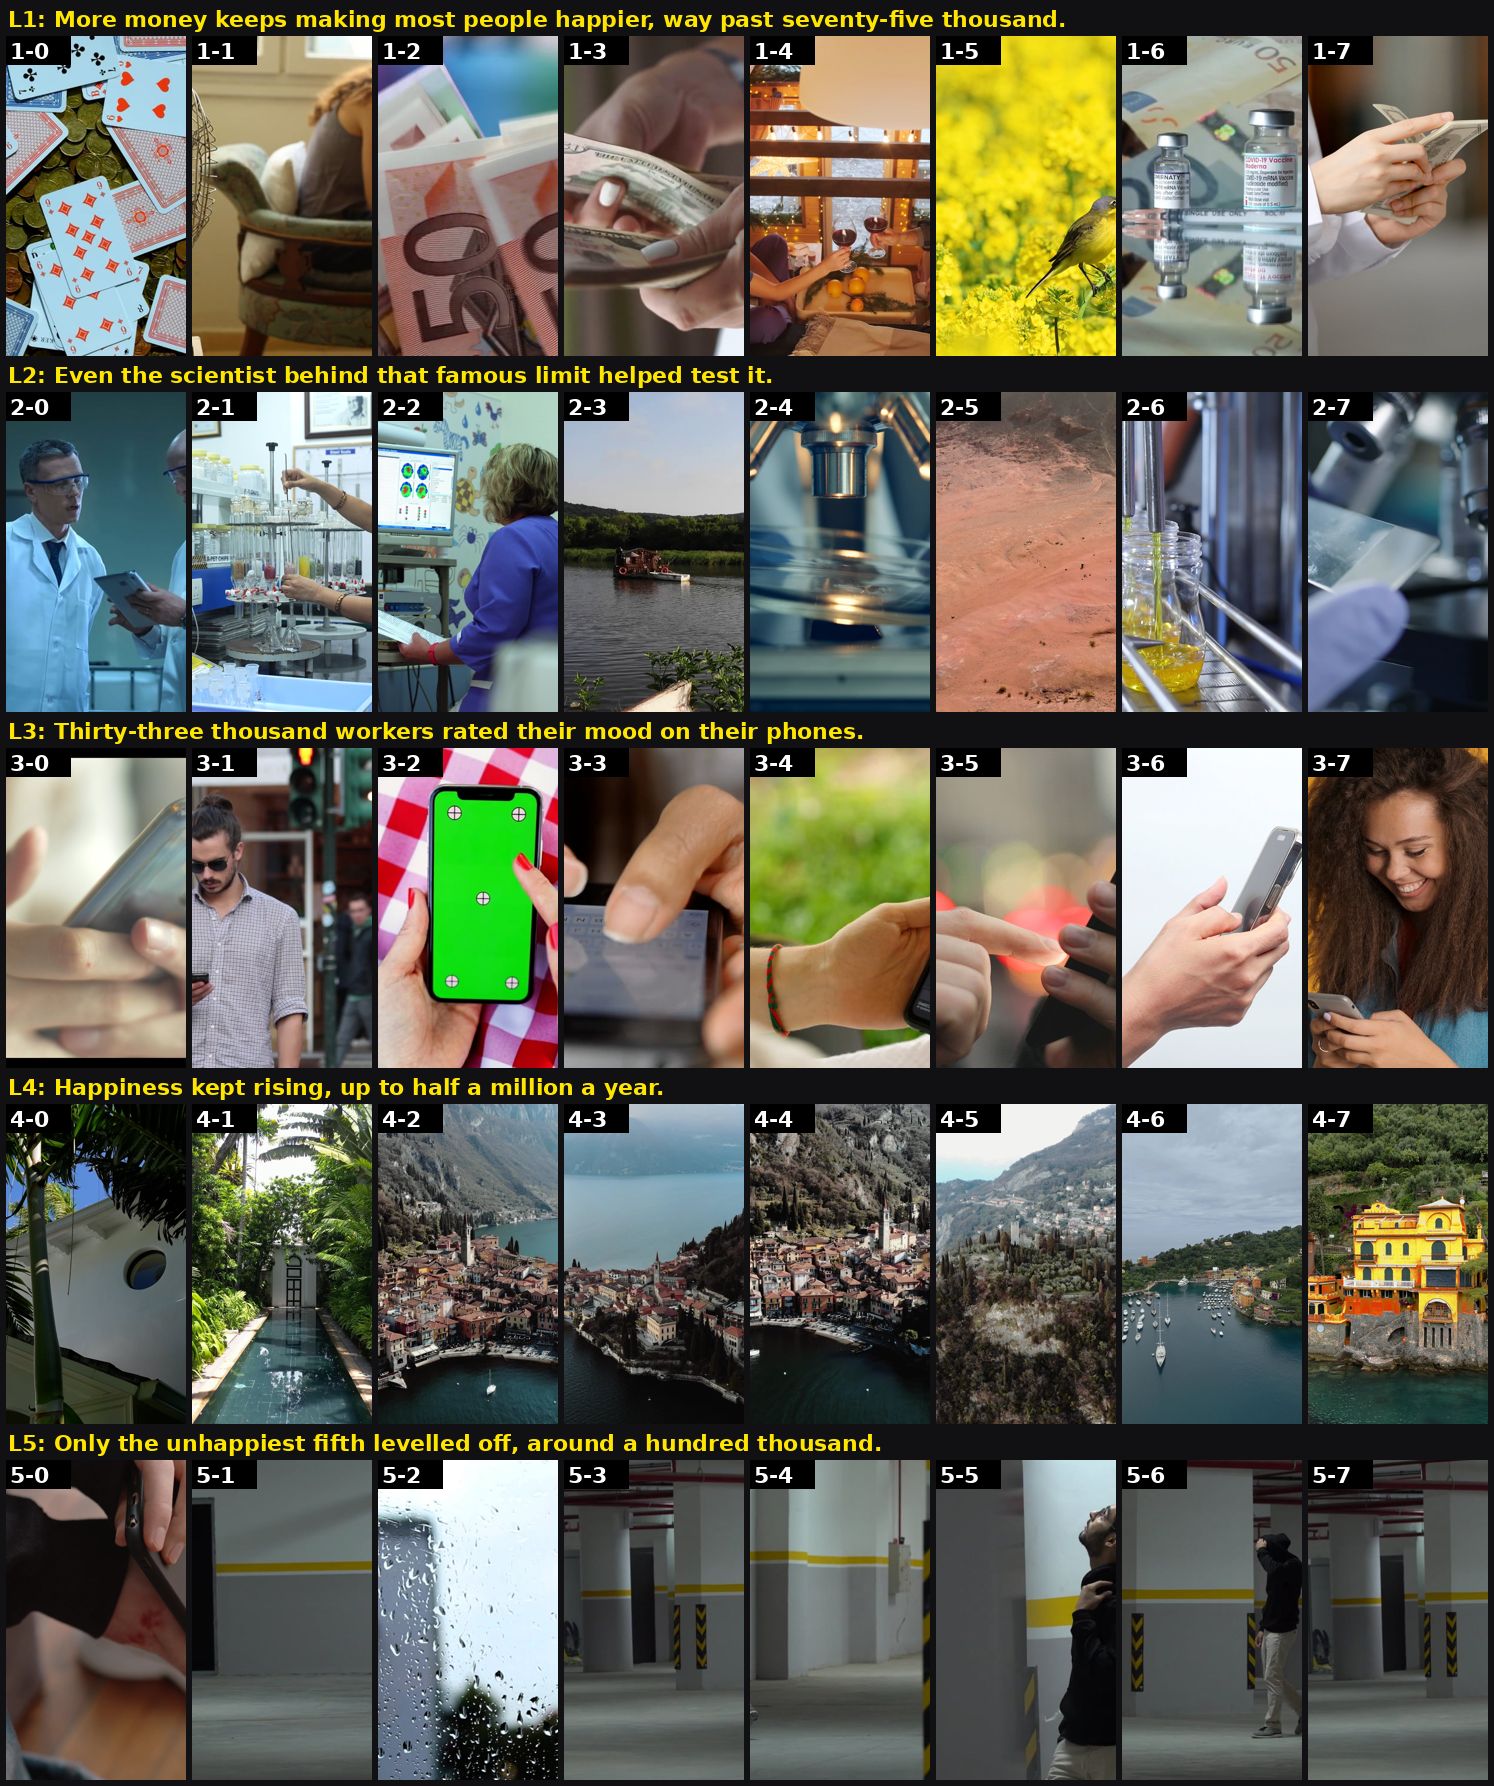 L1: More money keeps making most people happier, way past seventy-five thousand.
1-0 1-1 1-2 1-3 1-4 1-5 1-6 1-7
50
50
COVID-19 Vaccine
Moderna
L2: Even the scientist behind that famous limit helped test it.
2-0 2-1 2-2 2-3 2-4 2-5 2-6 2-7
L3: Thirty-three thousand workers rated their mood on their phones.
3-0 3-1 3-2 3-3 3-4 3-5 3-6 3-7
L4: Happiness kept rising, up to half a million a year.
4-0 4-1 4-2 4-3 4-4 4-5 4-6 4-7
L5: Only the unhappiest fifth levelled off, around a hundred thousand.
5-0 5-1 5-2 5-3 5-4 5-5 5-6 5-7